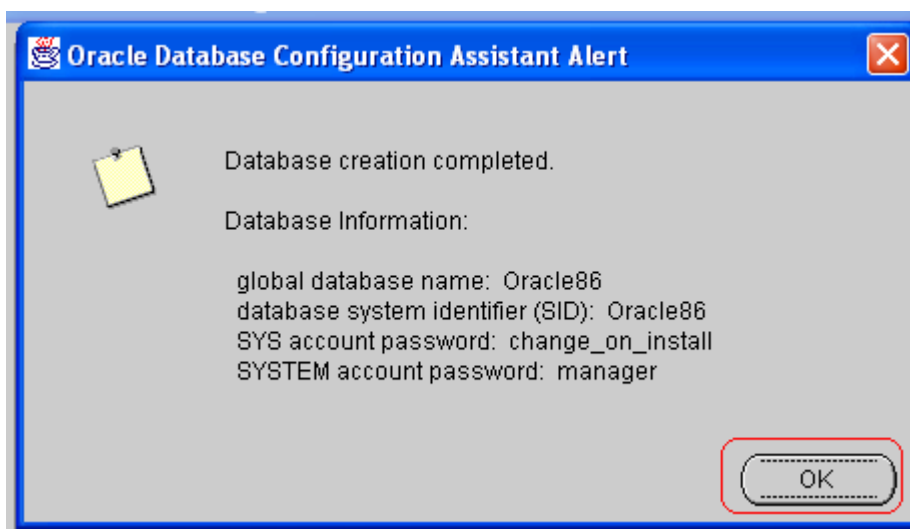 Oracle Database Configuration Assistant Alert
Database creation completed.
Database Information:
global database name: Oracle86
database system identifier (SID): Oracle86
SYS account password: change_on_install
SYSTEM account password: manager
OK